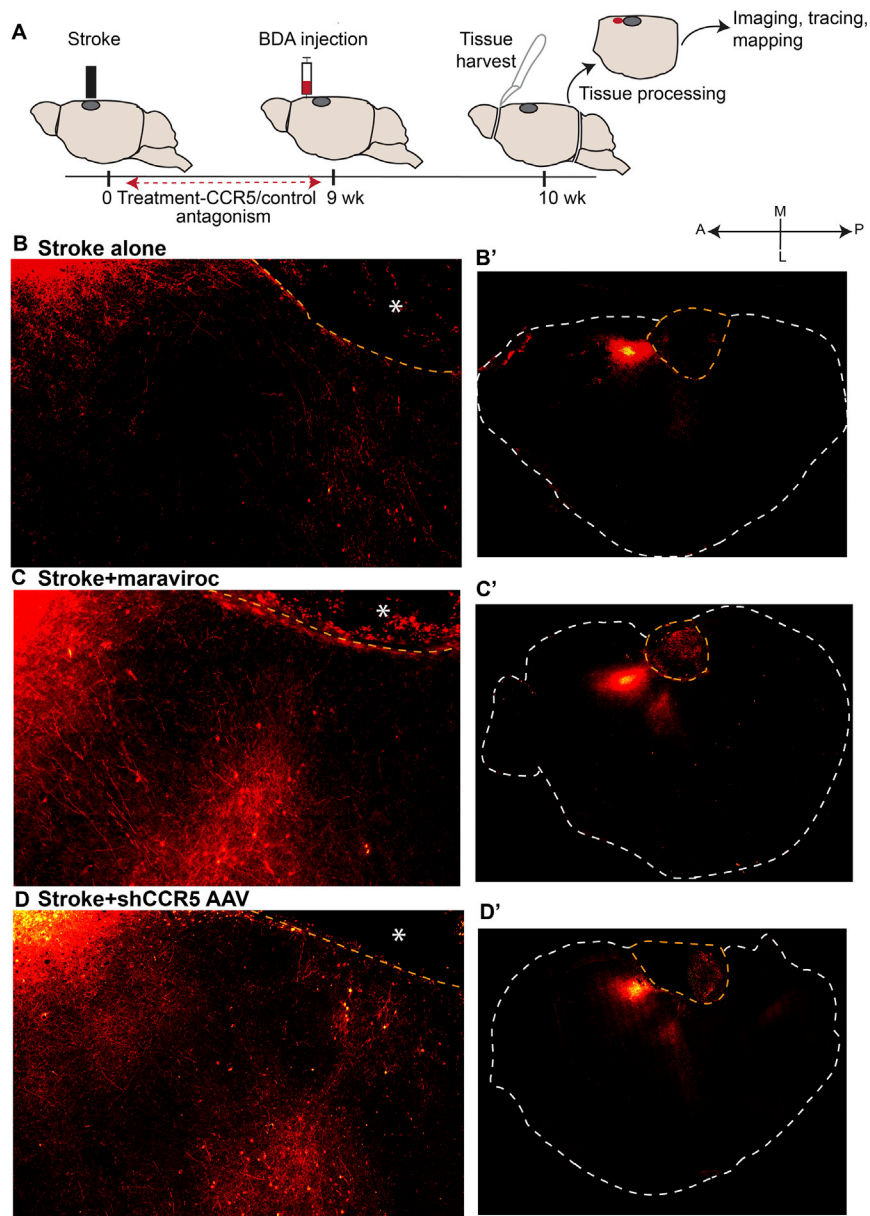 A
Stroke
BDA injection
Tissue
harvest
Imaging, tracing,
mapping
Tissue processing
0 Treatment-CCR5/control 9 wk
antagonism
10 wk
M
A
P
L
B Stroke alone
*
B'
C Stroke+maraviroc
*
C'
D Stroke+shCCR5 AAV
*
D'